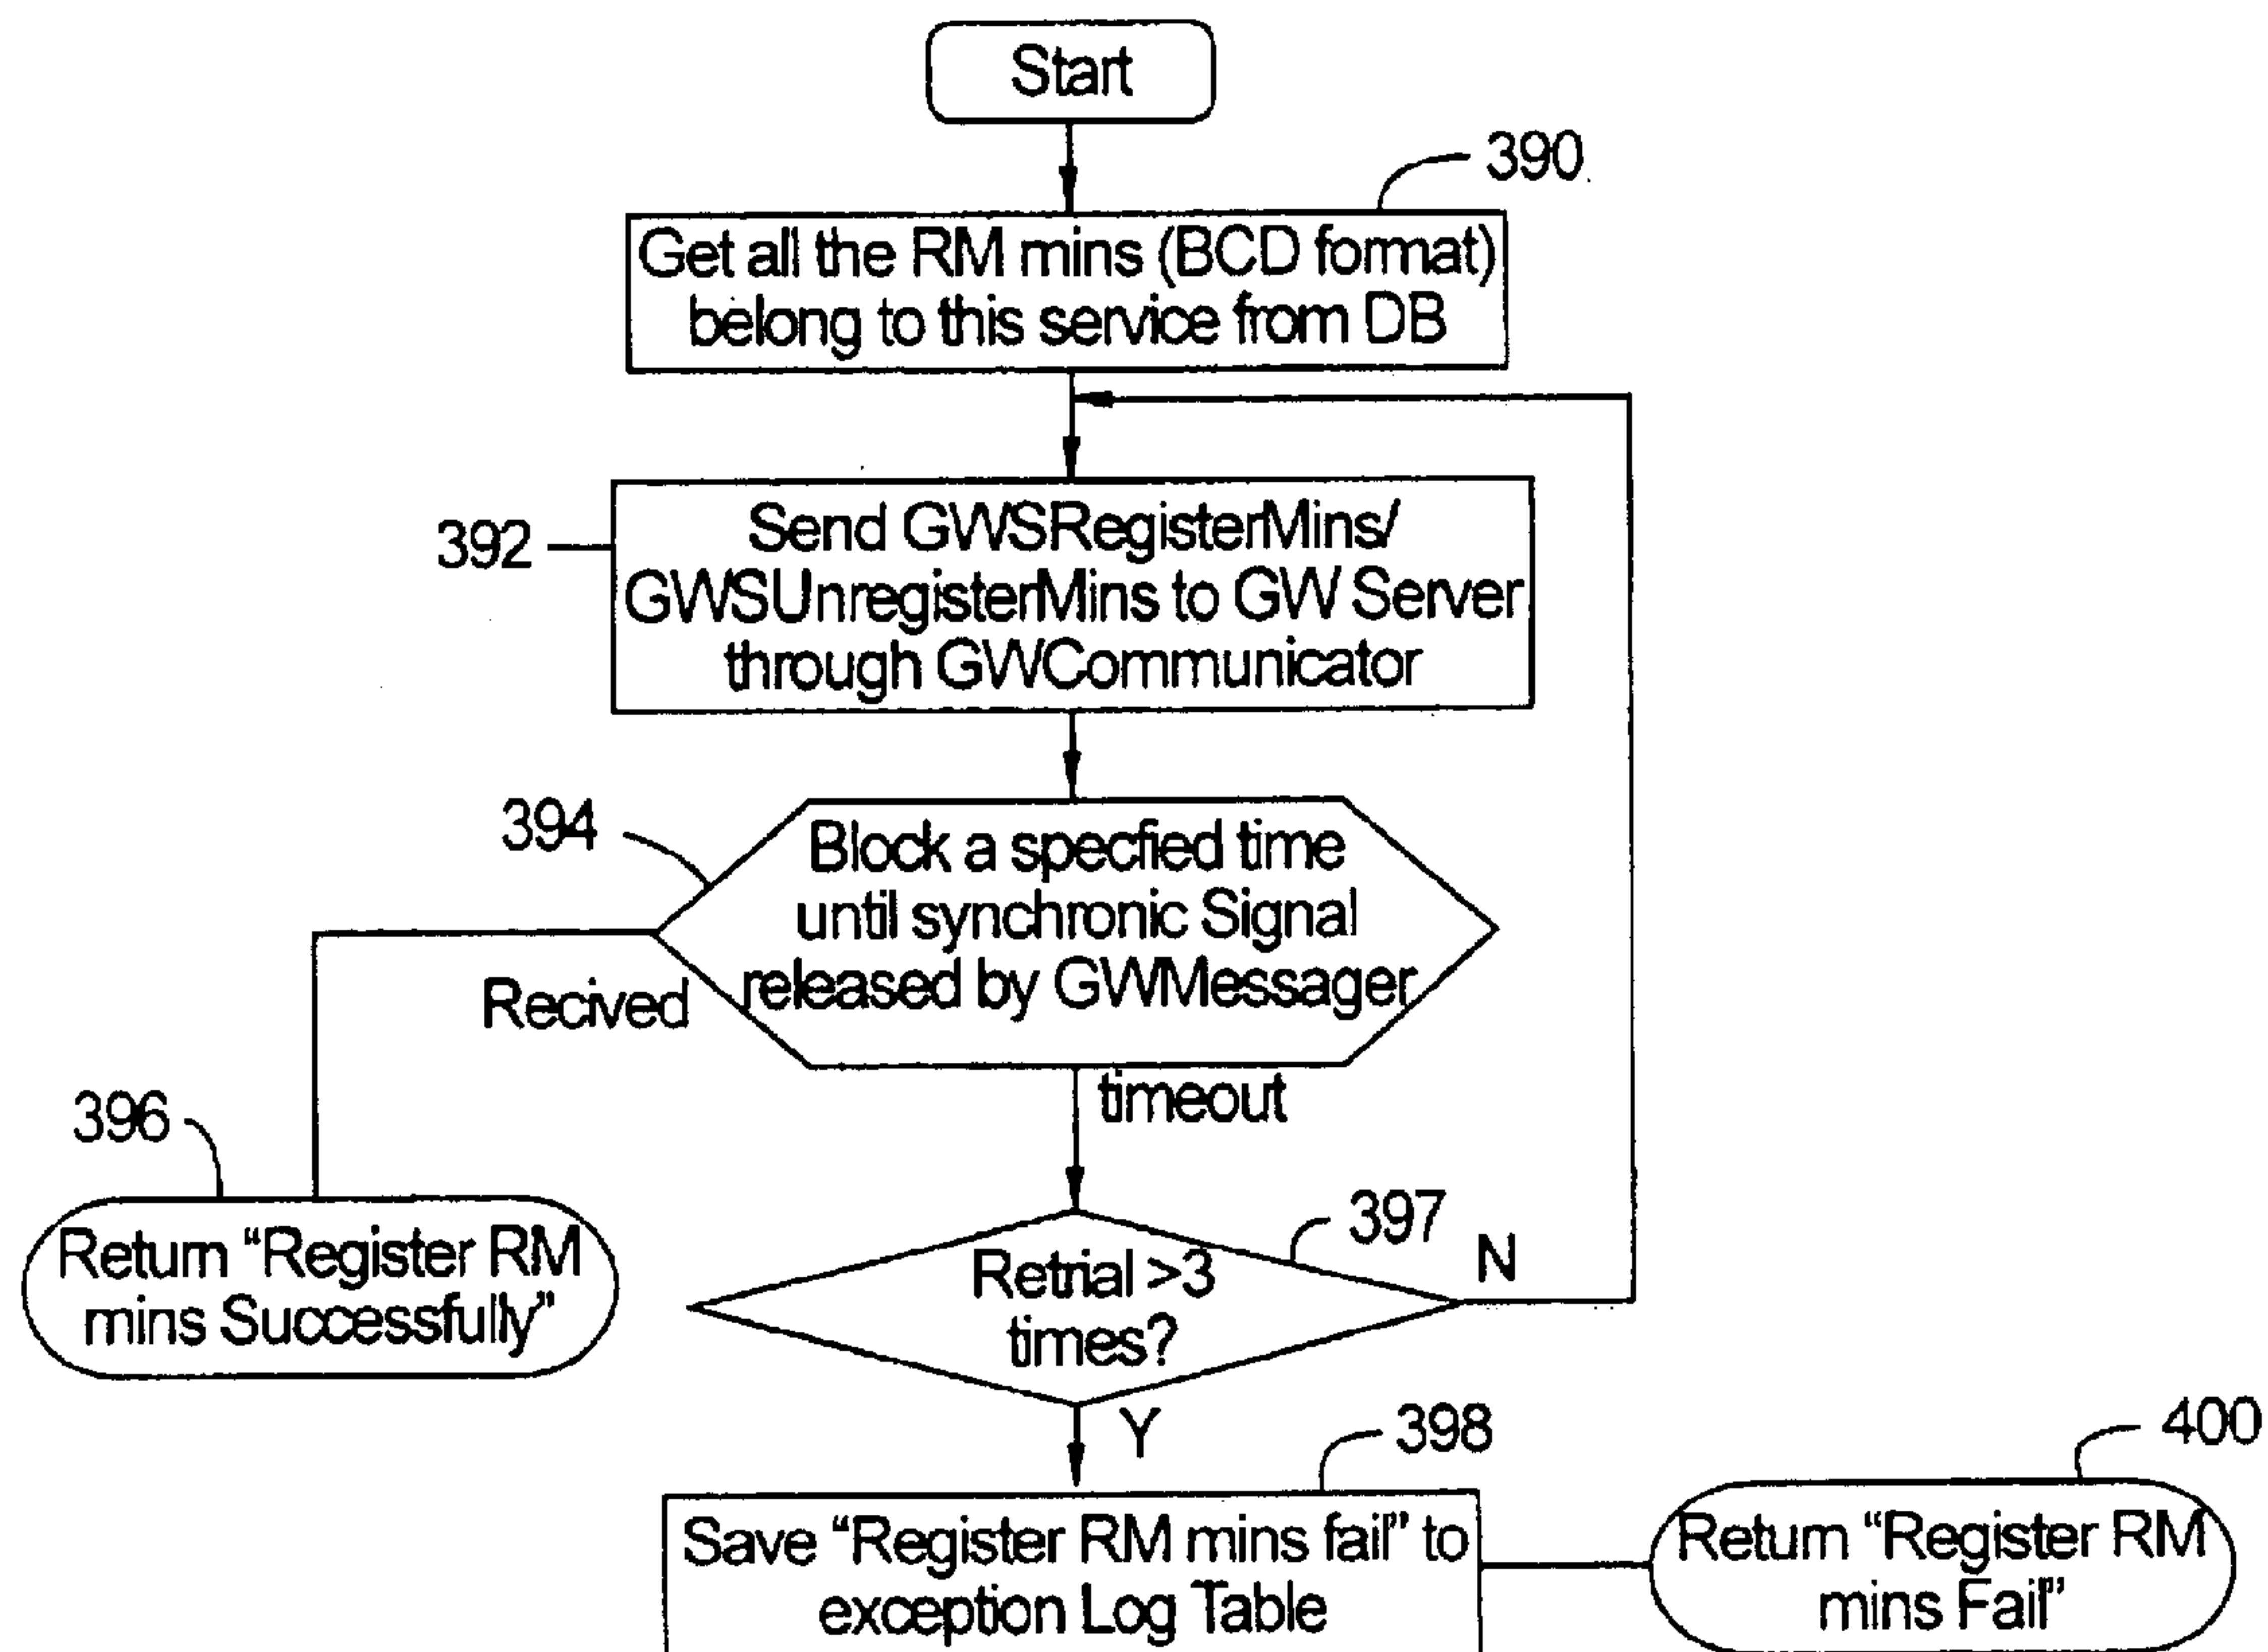 Start
390
Get all the RM mins (BCD format)
belong to this service from DB
392
Send GWSRegisterMins/
GWSUnregisterMins to GW Server
through GWCommunicator
394
Block a specfied time
until synchronic Signal
released by GWMessager
Recived
timeout
396
Return “Register RM
mins Successfully”
397
Retrial >3
times?
N
Y
398
Save “Register RM mins fail” to
exception Log Table
400
Return “Register RM
mins Fail”